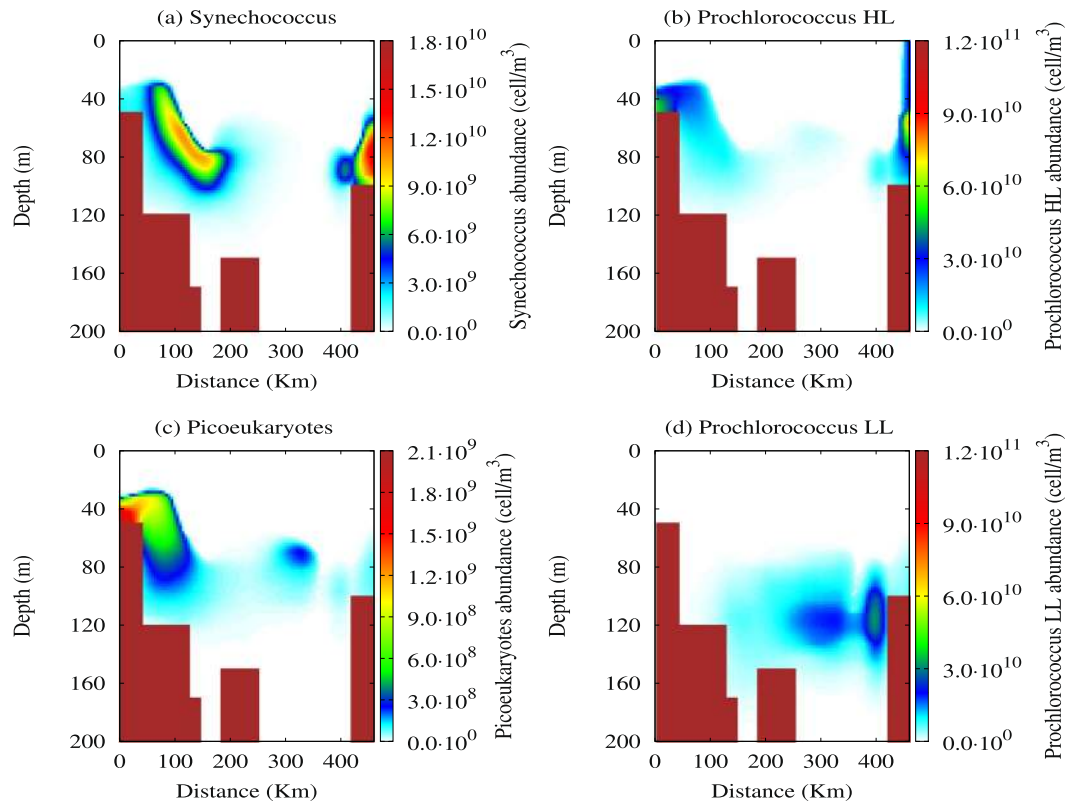 (a) Synechococcus
0
40
80
120
160
200
Depth (m)
0 100 200 300 400
Distance (Km)
1.8·10^10
1.5·10^10
1.2·10^10
9.0·10^9
6.0·10^9
3.0·10^9
0.0·10^0
Synechococcus abundance (cell/m^3)
(b) Prochlorococcus HL
0
40
80
120
160
200
Depth (m)
0 100 200 300 400
Distance (Km)
1.2·10^11
9.0·10^10
6.0·10^10
3.0·10^10
0.0·10^0
Prochlorococcus HL abundance (cell/m^3)
(c) Picoeukaryotes
0
40
80
120
160
200
Depth (m)
0 100 200 300 400
Distance (Km)
2.1·10^9
1.8·10^9
1.5·10^9
1.2·10^9
9.0·10^8
6.0·10^8
3.0·10^8
0.0·10^0
Picoeukaryotes abundance (cell/m^3)
(d) Prochlorococcus LL
0
40
80
120
160
200
Depth (m)
0 100 200 300 400
Distance (Km)
1.2·10^11
9.0·10^10
6.0·10^10
3.0·10^10
0.0·10^0
Prochlorococcus LL abundance (cell/m^3)